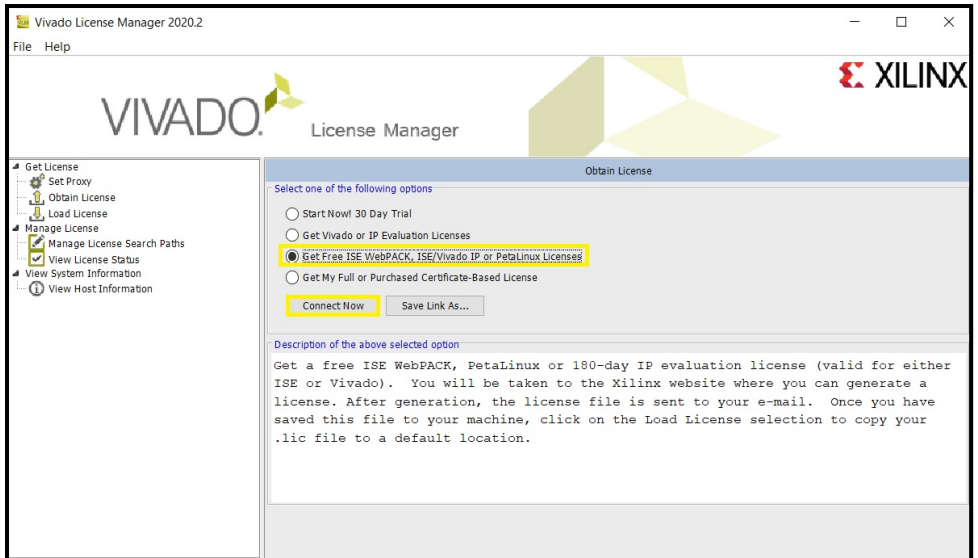 Vivado License Manager 2020.2
File Help
XILINX
VIVADO. License Manager
Get License
Set Proxy
Obtain License
Load License
Manage License
Manage License Search Paths
View License Status
View System Information
View Host Information
Obtain License
Select one of the following options
Start Now! 30 Day Trial
Get Vivado or IP Evaluation Licenses
Get Free ISE WebPACK, ISE/Vivado IP or PetaLinux Licenses
Get My Full or Purchased Certificate-Based License
Connect Now Save Link As...
Description of the above selected option
Get a free ISE WebPACK, PetaLinux or 180-day IP evaluation license (valid for either
ISE or Vivado). You will be taken to the Xilinx website where you can generate a
license. After generation, the license file is sent to your e-mail. Once you have
saved this file to your machine, click on the Load License selection to copy your
.lic file to a default location.